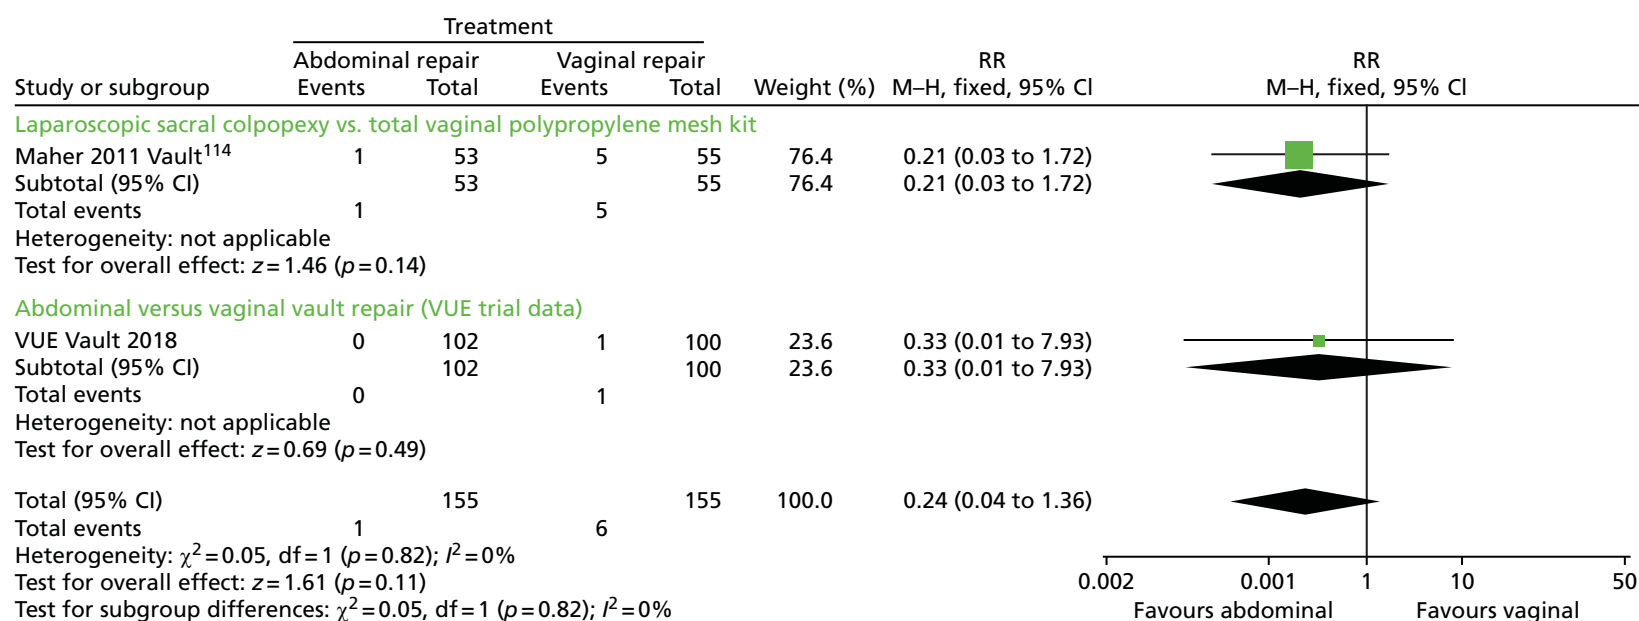 Treatment
Abdominal repair Vaginal repair RR RR
Study or subgroup Events Total Events Total Weight (%) M–H, fixed, 95% CI M–H, fixed, 95% CI
Laparoscopic sacral colpopexy vs. total vaginal polypropylene mesh kit
Maher 2011 Vault114 1 53 5 55 76.4 0.21 (0.03 to 1.72)
Subtotal (95% CI) 53 55 76.4 0.21 (0.03 to 1.72)
Total events 1 5
Heterogeneity: not applicable
Test for overall effect: z=1.46 (p=0.14)
Abdominal versus vaginal vault repair (VUE trial data)
VUE Vault 2018 0 102 1 100 23.6 0.33 (0.01 to 7.93)
Subtotal (95% CI) 102 100 23.6 0.33 (0.01 to 7.93)
Total events 0 1
Heterogeneity: not applicable
Test for overall effect: z=0.69 (p=0.49)
Total (95% CI) 155 155 100.0 0.24 (0.04 to 1.36)
Total events 1 6
Heterogeneity: χ2=0.05, df=1 (p=0.82); I2=0%
Test for overall effect: z=1.61 (p=0.11)
Test for subgroup differences: χ2=0.05, df=1 (p=0.82); I2=0%
0.002 0.001 1 10 50
Favours abdominal Favours vaginal